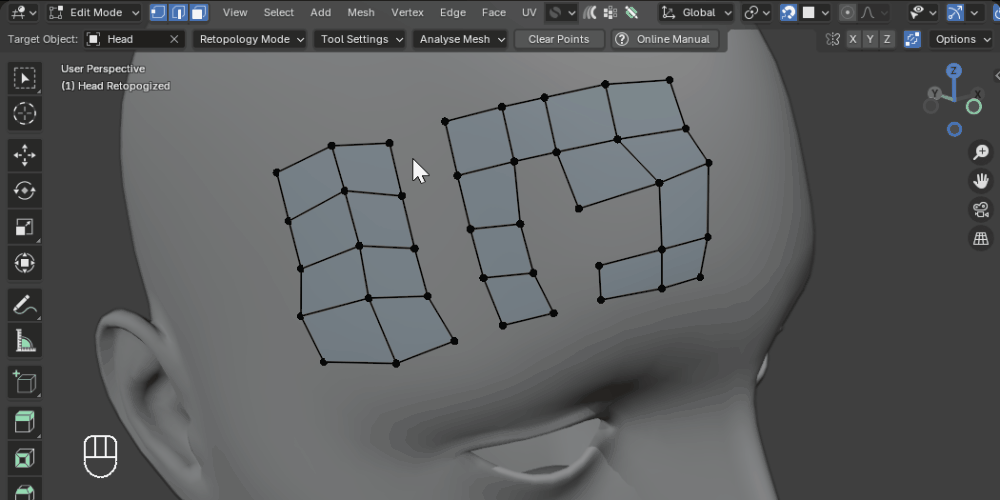 Edit Mode View Select Add Mesh Vertex Edge Face UV Global
Target Object: Head Retopology Mode Tool Settings Analyse Mesh Clear Points Online Manual X Y Z Options
User Perspective
(1) Head Retopogized
Z
Y X